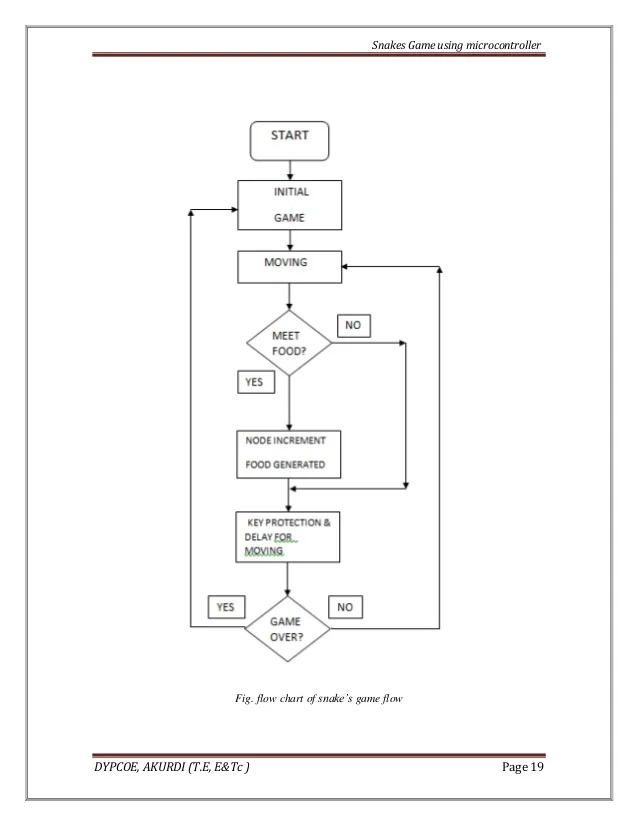 Snakes Game using microcontroller
START
INITIAL
GAME
MOVING
MEET
FOOD?
NO
YES
NODE INCREMENT
FOOD GENERATED
KEY PROTECTION &
DELAY FOR
MOVING
YES
NO
GAME
OVER?
Fig. flow chart of snake's game flow
DYPCOE, AKURDI (T.E, E&Tc ) Page 19